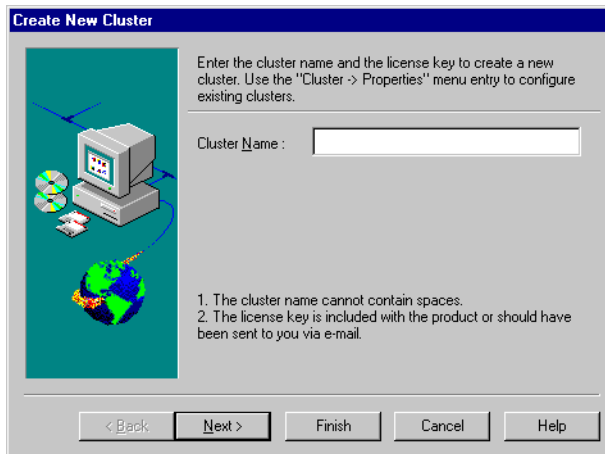 Create New Cluster
Enter the cluster name and the license key to create a new
cluster. Use the "Cluster -> Properties" menu entry to configure
existing clusters.
Cluster Name :
1. The cluster name cannot contain spaces.
2. The license key is included with the product or should have
been sent to you via e-mail.
< Back Next > Finish Cancel Help